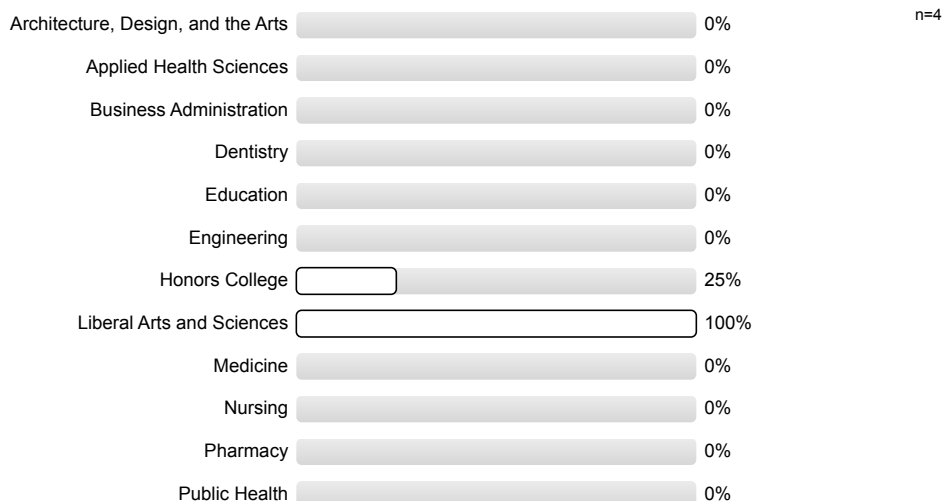 Architecture, Design, and the Arts 0% n=4
Applied Health Sciences 0%
Business Administration 0%
Dentistry 0%
Education 0%
Engineering 0%
Honors College 25%
Liberal Arts and Sciences 100%
Medicine 0%
Nursing 0%
Pharmacy 0%
Public Health 0%